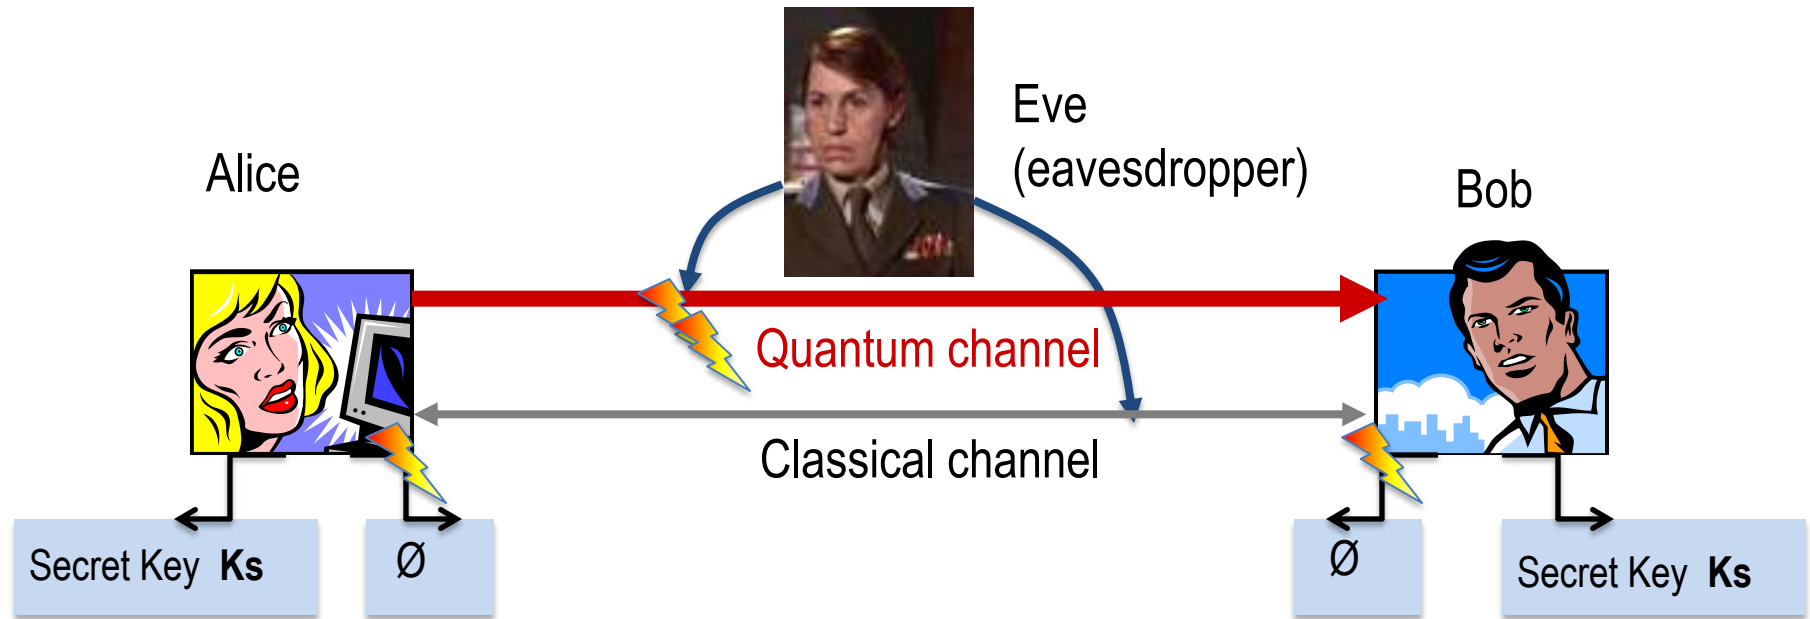 Eve
(eavesdropper)
Alice
Bob
Quantum channel
Classical channel
Secret Key Ks
Ø
Ø
Secret Key Ks